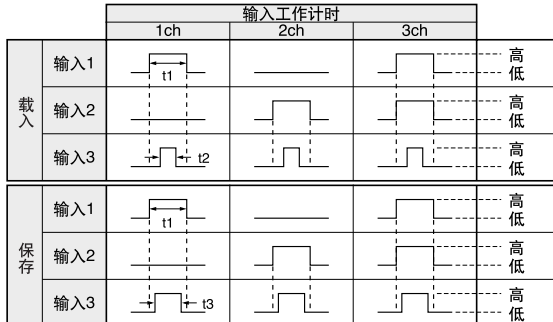 输入工作计时
1ch 2ch 3ch
载入
输入1 t1 高
低
输入2 高
低
输入3 t2 高
低
保存
输入1 t1 高
低
输入2 高
低
输入3 t3 高
低